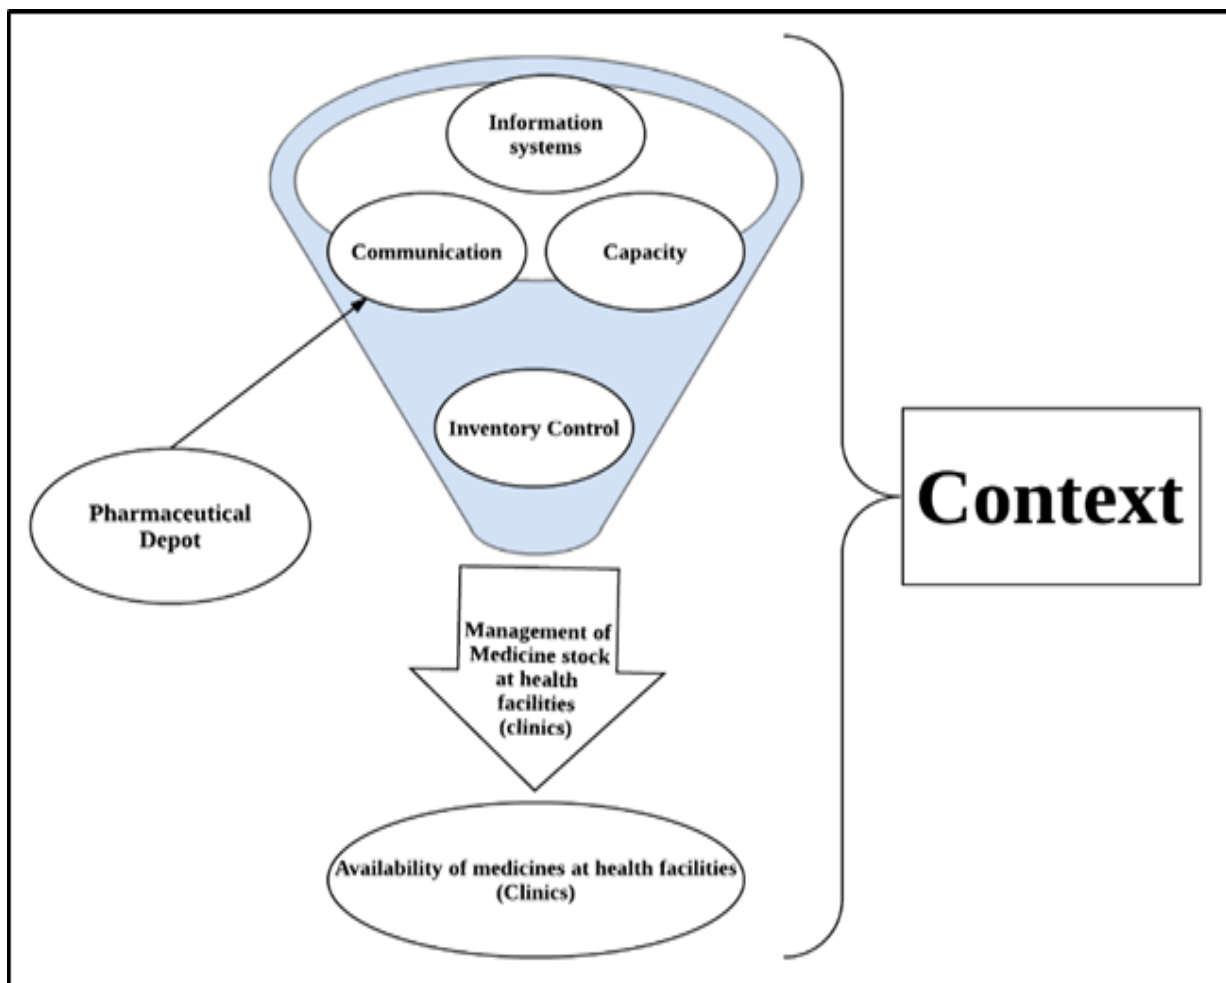 Information
systems
Communication
Capacity
Inventory Control
Pharmaceutical
Depot
Context
Management of
Medicine stock
at health
facilities
(clinics)
Availability of medicines at health facilities
(Clinics)